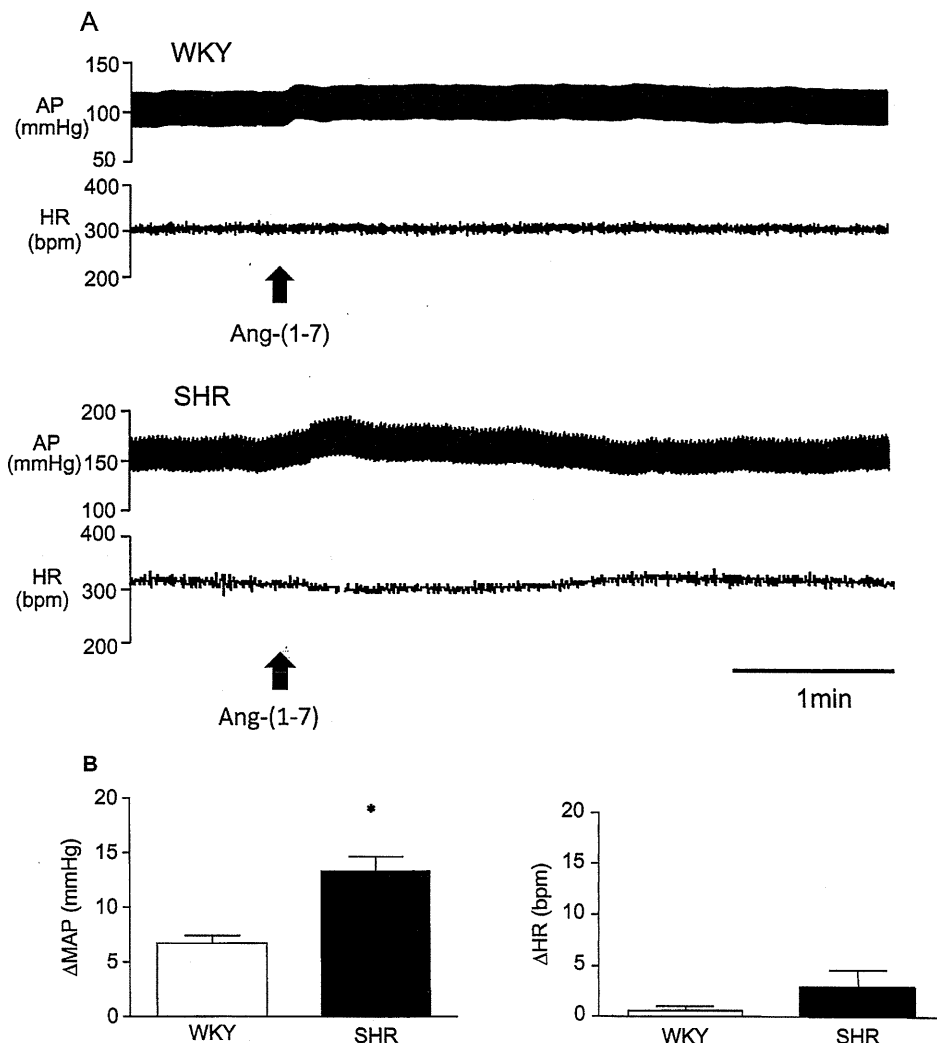 A
WKY
150
AP
(mmHg)
100
50
400
HR
(bpm)
300
200
Ang-(1-7)
SHR
200
AP
(mmHg)
150
100
400
HR
(bpm)
300
200
Ang-(1-7)
1min
B
20
15
10
5
0
ΔMAP (mmHg)
*
WKY SHR
20
15
10
5
0
ΔHR (bpm)
WKY SHR